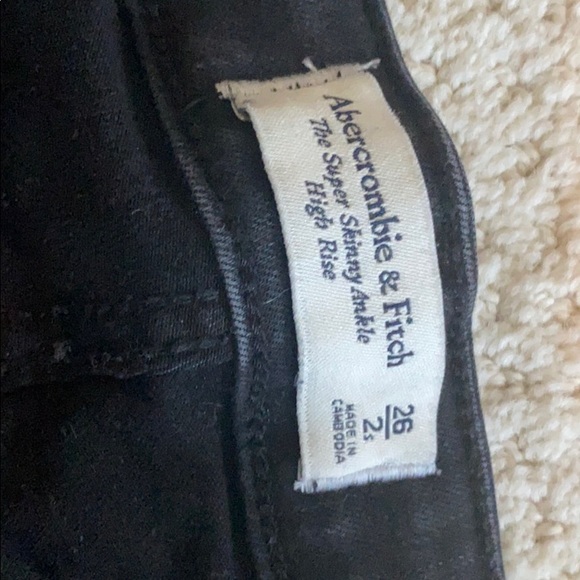 Abercrombie & Fitch
The Super Skinny Ankle
High Rise
26
2s
MADE IN
CAMBODIA